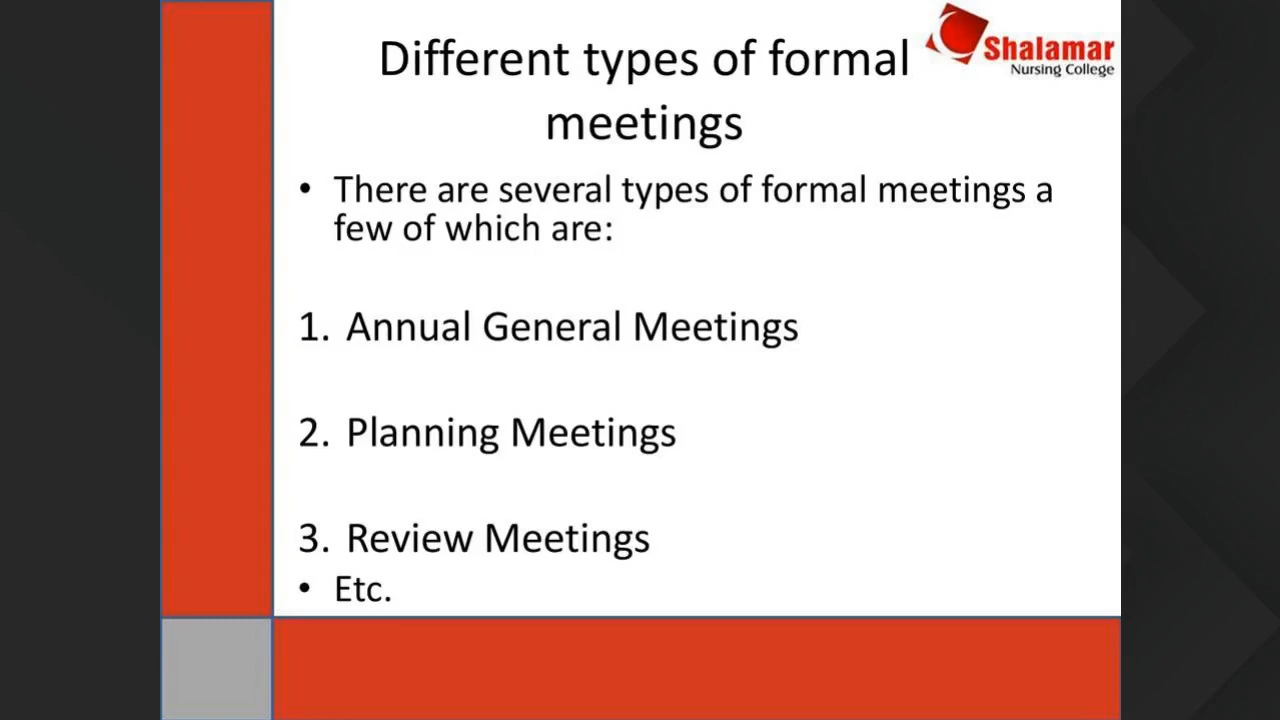 Different types of formal
meetings
Shalamar
Nursing College
• There are several types of formal meetings a
few of which are:
1. Annual General Meetings
2. Planning Meetings
3. Review Meetings
• Etc.